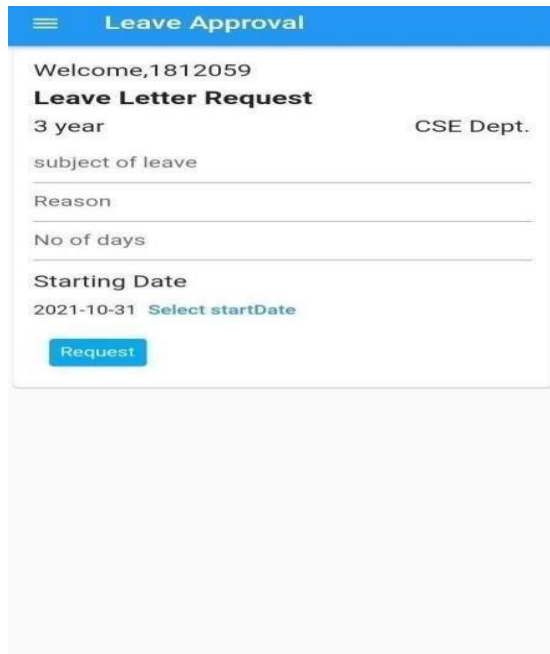 Leave Approval
Welcome,1812059
Leave Letter Request
3 year CSE Dept.
subject of leave
Reason
No of days
Starting Date
2021-10-31 Select startDate
Request